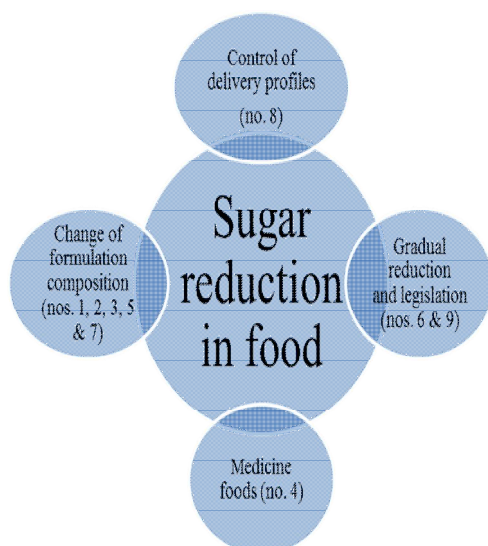 Control of
delivery profiles
(no. 8)
Change of
formulation
composition
(nos. 1, 2, 3, 5
& 7)
Sugar
reduction
in food
Gradual
reduction
and legislation
(nos. 6 & 9)
Medicine
foods (no. 4)